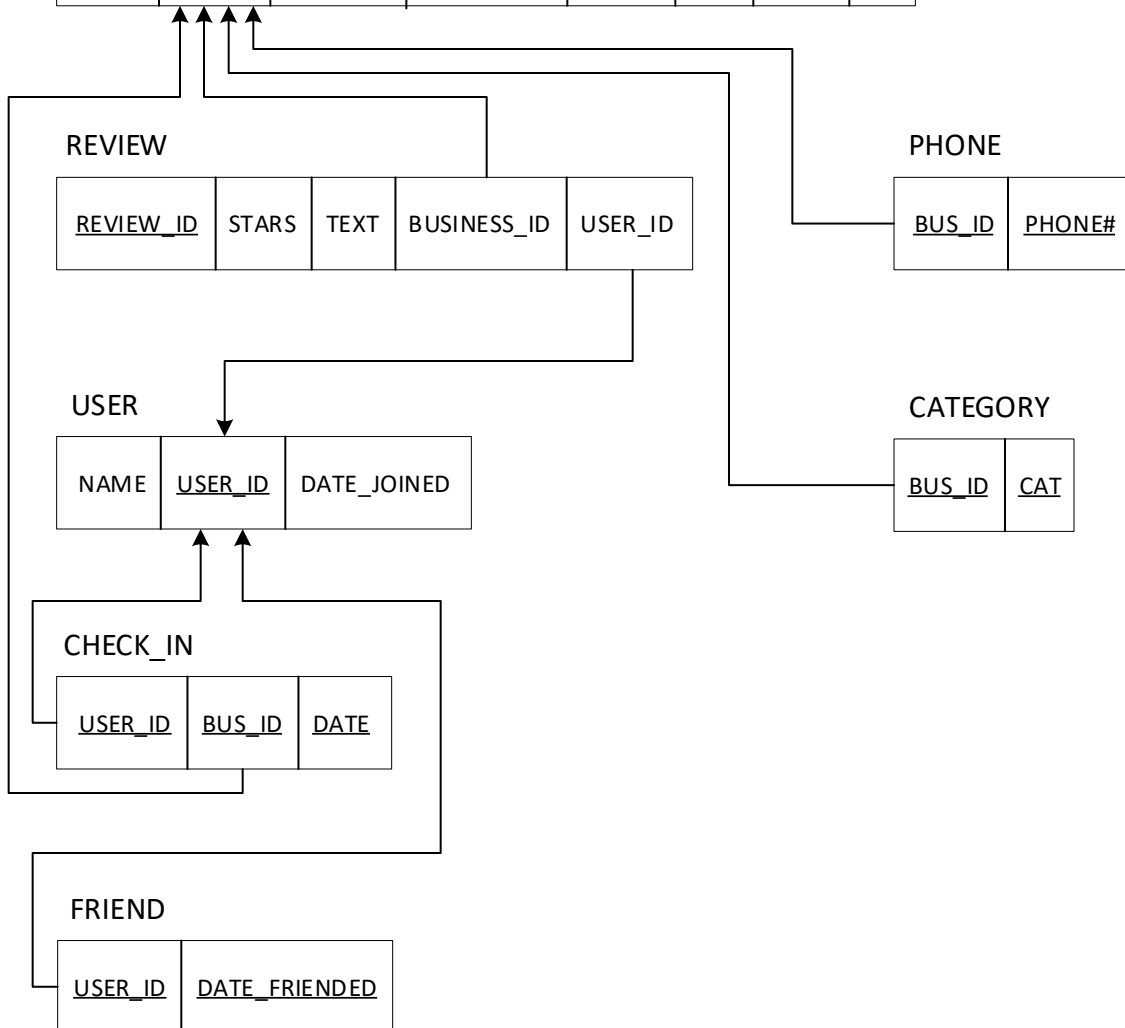 REVIEW
REVIEW_ID STARS TEXT BUSINESS_ID USER_ID
PHONE
BUS_ID PHONE#
USER
NAME USER_ID DATE_JOINED
CATEGORY
BUS_ID CAT
CHECK_IN
USER_ID BUS_ID DATE
FRIEND
USER_ID DATE_FRIENDED